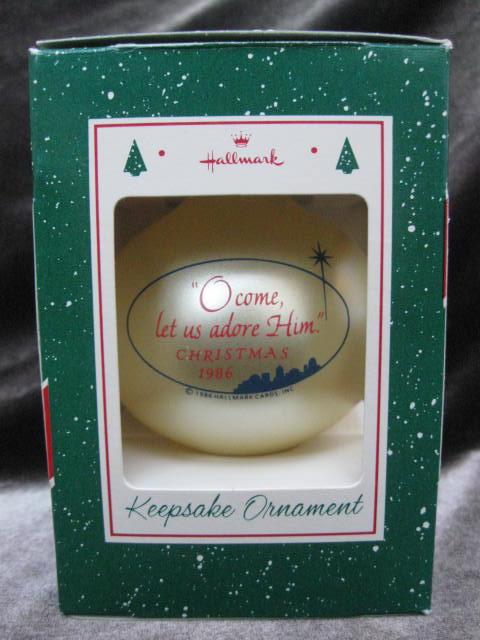 Hallmark
"O come,
let us adore Him."
CHRISTMAS
1986
© 1986 HALLMARK CARDS, INC.
Keepsake Ornament